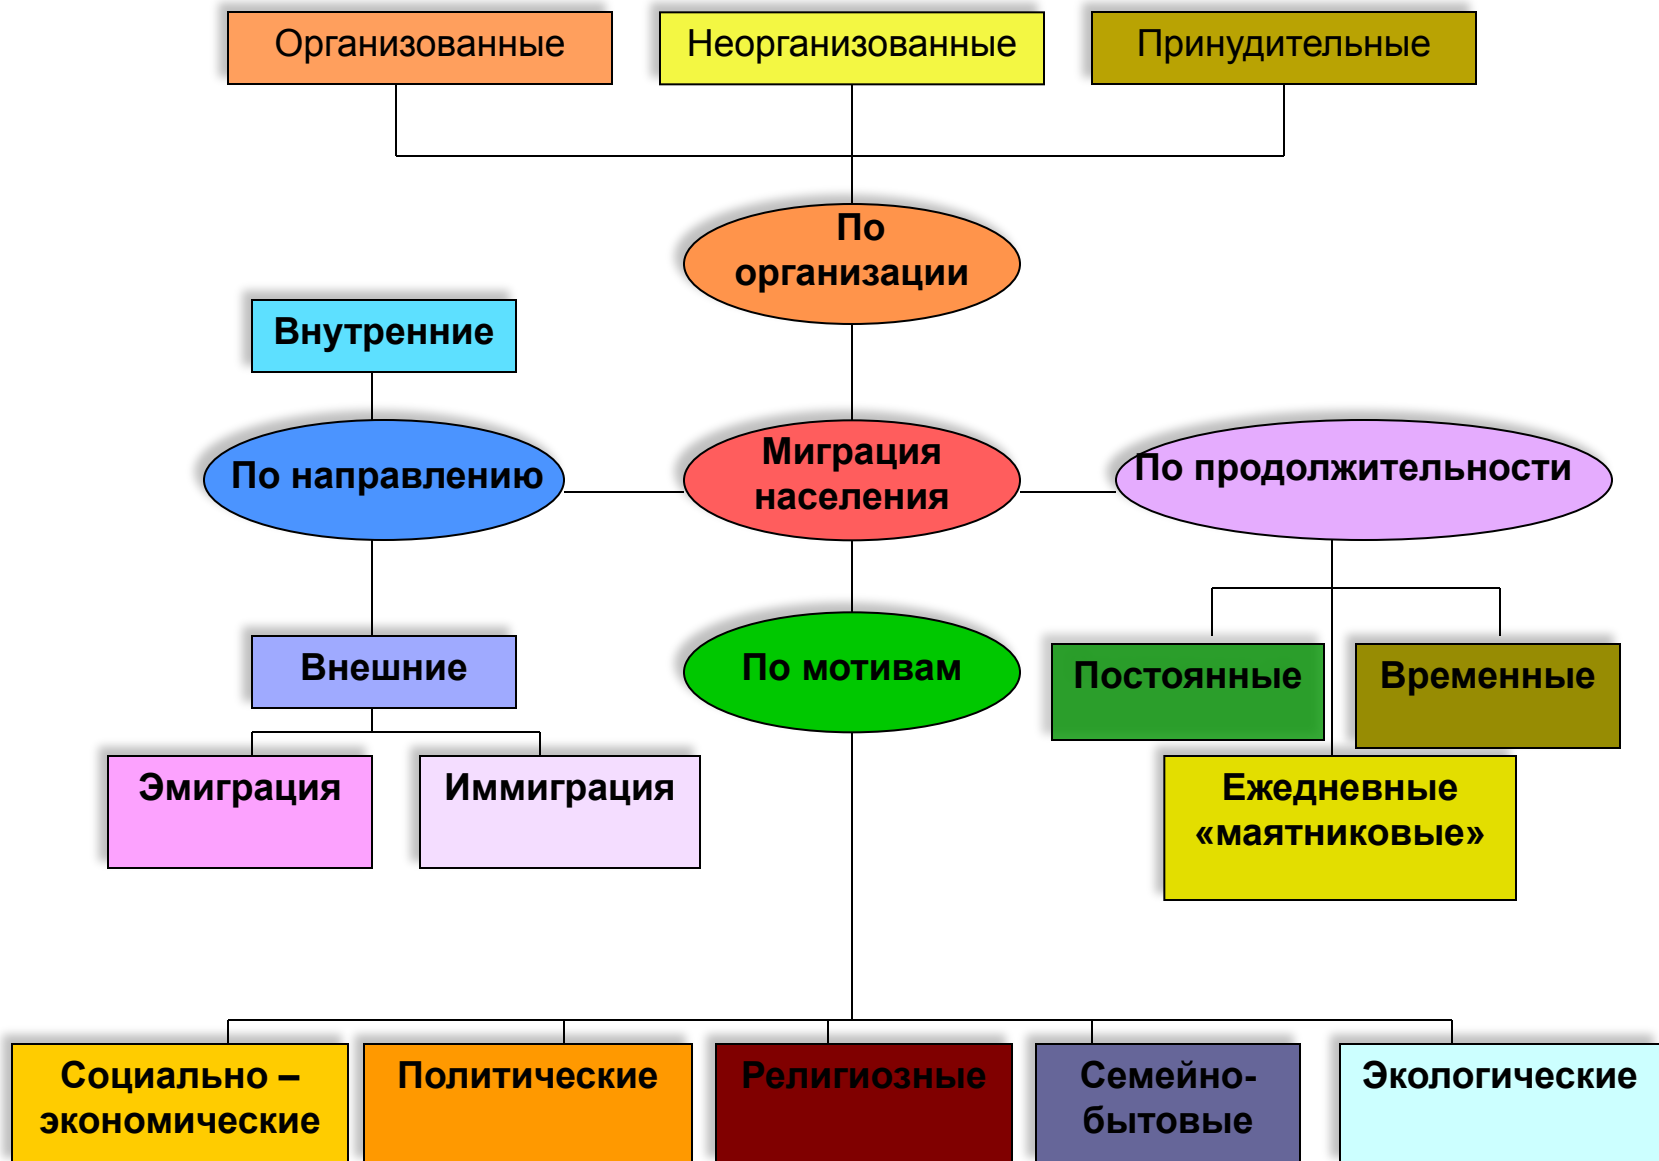 Организованные
Неорганизованные
Принудительные
По
организации
Внутренние
По направлению
Миграция
населения
По продолжительности
Внешние
По мотивам
Постоянные
Временные
Эмиграция
Иммиграция
Ежедневные
«маятниковые»
Социально –
экономические
Политические
Религиозные
Семейно-
бытовые
Экологические